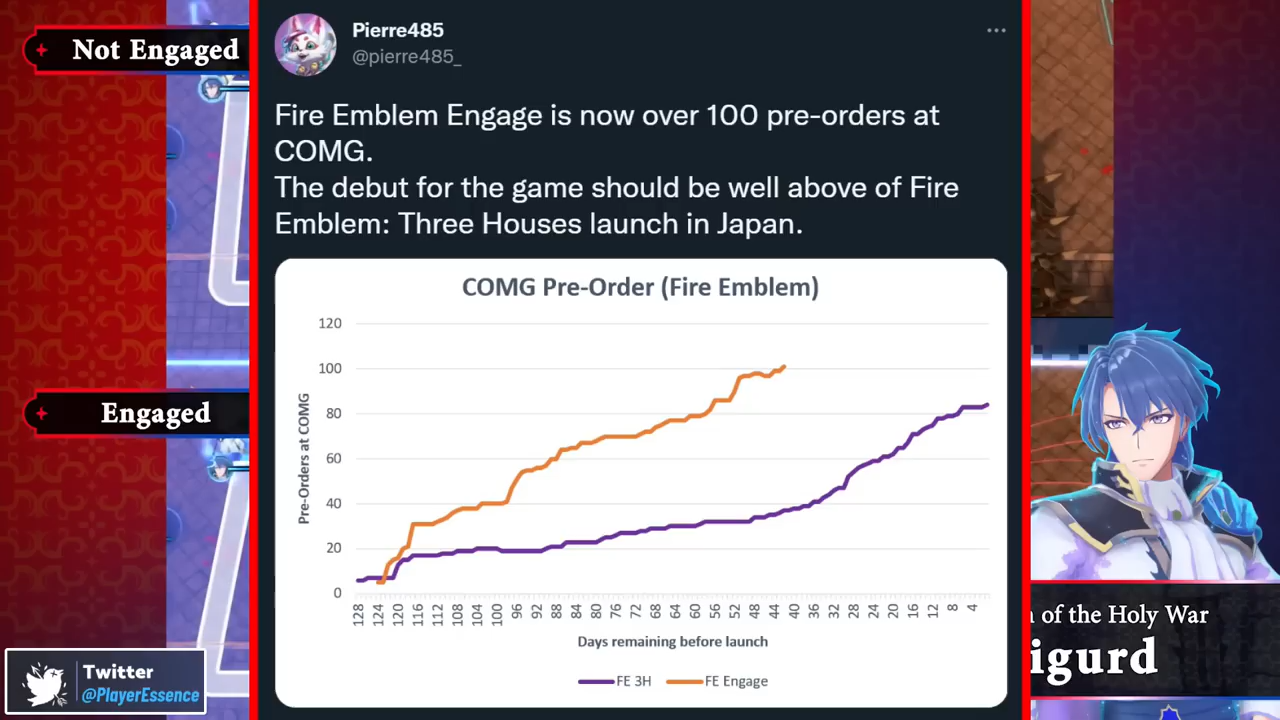 Not Engaged
Engaged
Twitter
@PlayerEssence
Pierre485
@pierre485_
Fire Emblem Engage is now over 100 pre-orders at
COMG.
The debut for the game should be well above of Fire
Emblem: Three Houses launch in Japan.
COMG Pre-Order (Fire Emblem)
Pre-Orders at COMG
120
100
80
60
40
20
0
128 124 120 116 112 108 104 100 96 92 88 84 80 76 72 68 64 60 56 52 48 44 40 36 32 28 24 20 16 12 8 4
Days remaining before launch
FE 3H FE Engage
of the Holy War
igurd